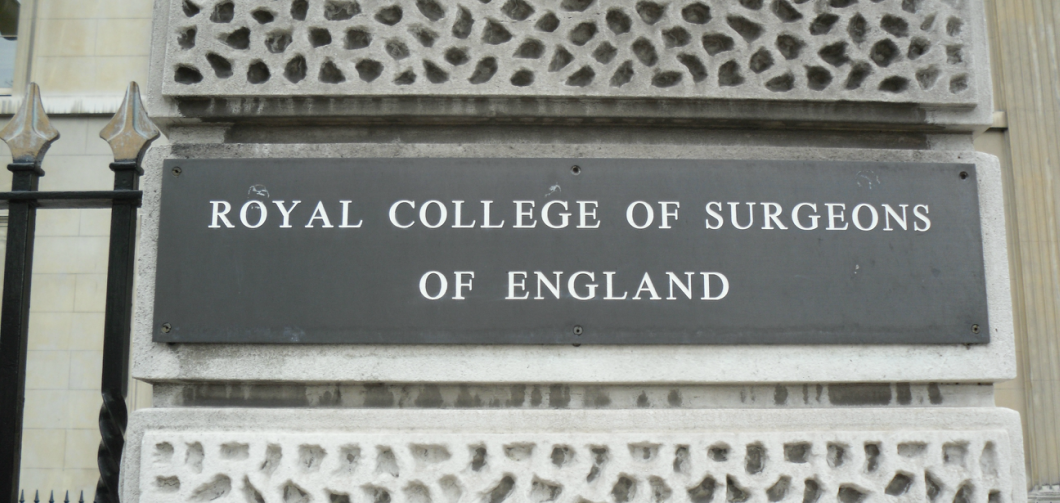 ROYAL COLLEGE OF SURGEONS
OF ENGLAND